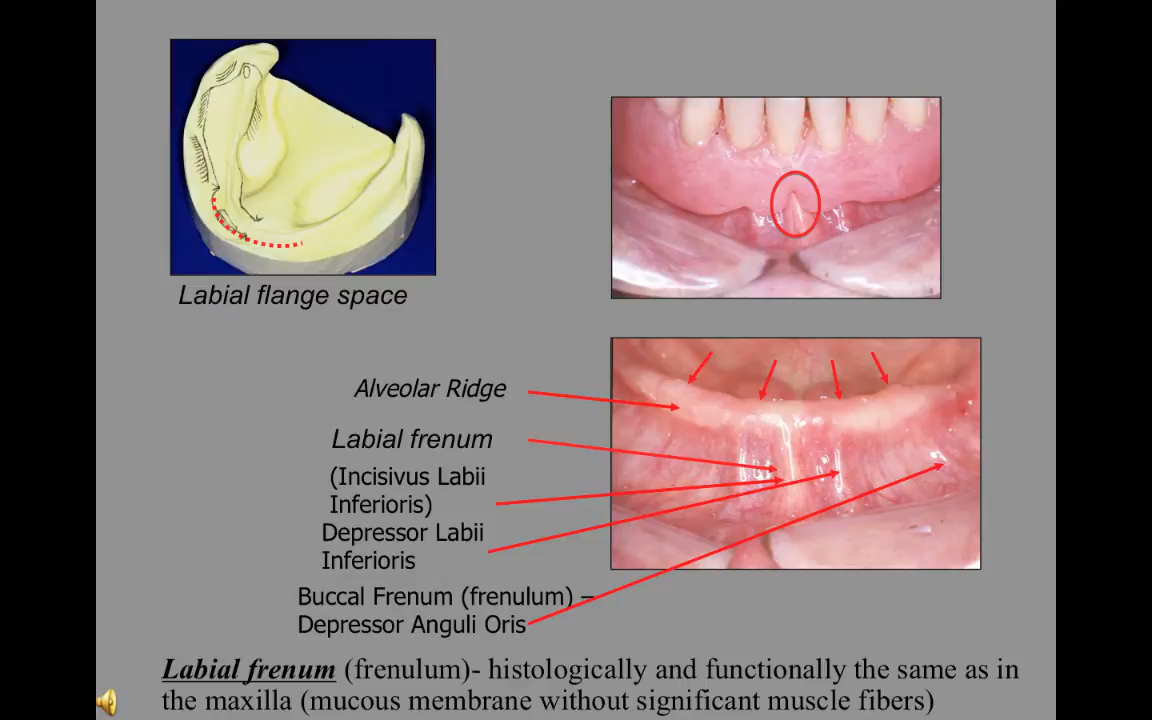 Labial flange space
Alveolar Ridge
Labial frenum
(Incisivus Labii
Inferioris)
Depressor Labii
Inferioris
Buccal Frenum (frenulum) –
Depressor Anguli Oris
Labial frenum (frenulum)- histologically and functionally the same as in
the maxilla (mucous membrane without significant muscle fibers)